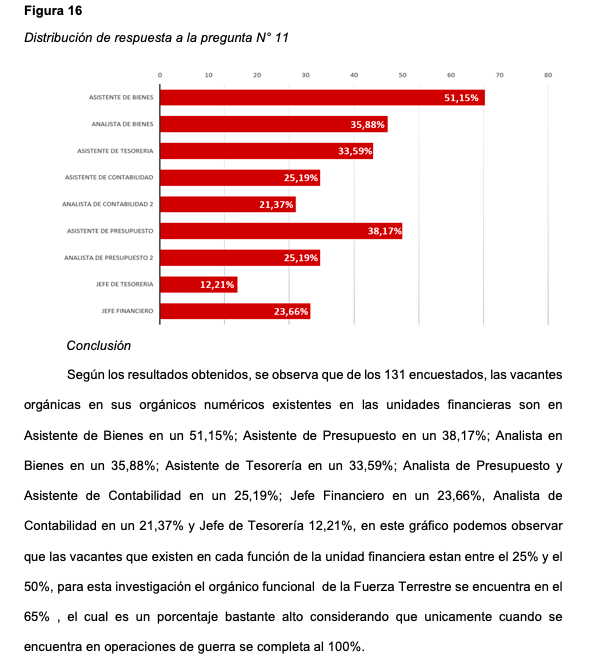 Figura 16
Distribución de respuesta a la pregunta N° 11
0 10 20 30 40 50 60 70 80
ASISTENTE DE BIENES 51,15%
ANALISTA DE BIENES 35,88%
ASISTENTE DE TESORERIA 33,59%
ASISTENTE DE CONTABILIDAD 25,19%
ANALISTA DE CONTABILIDAD 2 21,37%
ASISTENTE DE PRESUPUESTO 38,17%
ANALISTA DE PRESUPUESTO 2 25,19%
JEFE DE TESORERIA 12,21%
JEFE FINANCIERO 23,66%
Conclusión
Según los resultados obtenidos, se observa que de los 131 encuestados, las vacantes
orgánicas en sus orgánicos numéricos existentes en las unidades financieras son en
Asistente de Bienes en un 51,15%; Asistente de Presupuesto en un 38,17%; Analista en
Bienes en un 35,88%; Asistente de Tesorería en un 33,59%; Analista de Presupuesto y
Asistente de Contabilidad en un 25,19%; Jefe Financiero en un 23,66%, Analista de
Contabilidad en un 21,37% y Jefe de Tesorería 12,21%, en este gráfico podemos observar
que las vacantes que existen en cada función de la unidad financiera estan entre el 25% y el
50%, para esta investigación el orgánico funcional de la Fuerza Terrestre se encuentra en el
65% , el cual es un porcentaje bastante alto considerando que unicamente cuando se
encuentra en operaciones de guerra se completa al 100%.